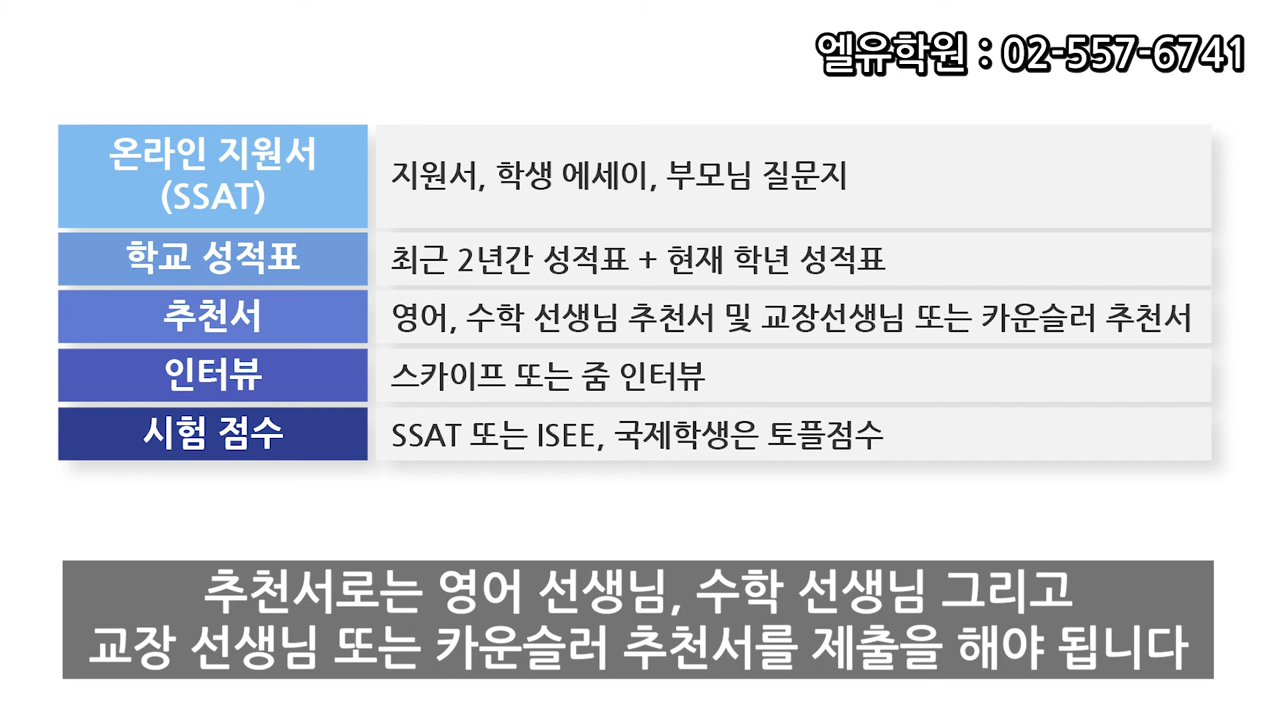 엘유학원 : 02-557-6741
온라인 지원서
(SSAT)
지원서, 학생 에세이, 부모님 질문지
학교 성적표
최근 2년간 성적표 + 현재 학년 성적표
추천서
영어, 수학 선생님 추천서 및 교장선생님 또는 카운슬러 추천서
인터뷰
스카이프 또는 줌 인터뷰
시험 점수
SSAT 또는 ISEE, 국제학생은 토플점수
추천서로는 영어 선생님, 수학 선생님 그리고
교장 선생님 또는 카운슬러 추천서를 제출을 해야 됩니다